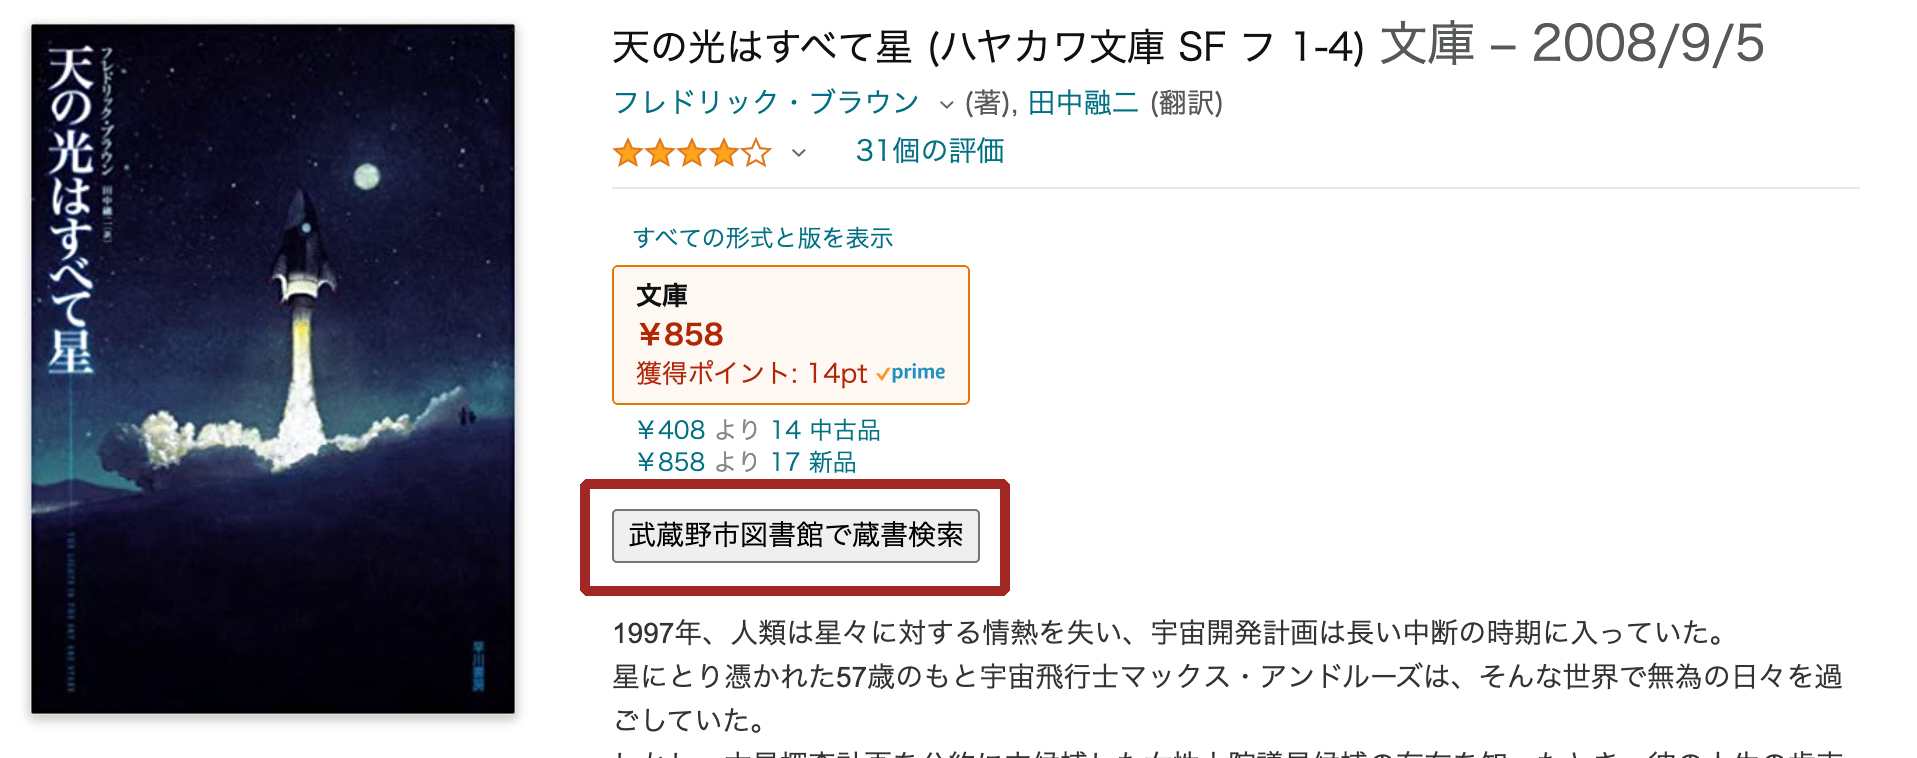 天の光はすべて星
フレドリック・ブラウン 田中融二[訳]
THE LIGHTS IN THE SKY ARE STARS
天の光はすべて星 (ハヤカワ文庫 SF フ 1-4) 文庫 – 2008/9/5
フレドリック・ブラウン (著), 田中融二 (翻訳)
31個の評価
すべての形式と版を表示
文庫
￥858
獲得ポイント: 14pt prime
￥408 より 14 中古品
￥858 より 17 新品
武蔵野市図書館で蔵書検索
1997年、人類は星々に対する情熱を失い、宇宙開発計画は長い中断の時期に入っていた。
星にとり憑かれた57歳のもと宇宙飛行士マックス・アンドルーズは、そんな世界で無為の日々を過
ごしていた。